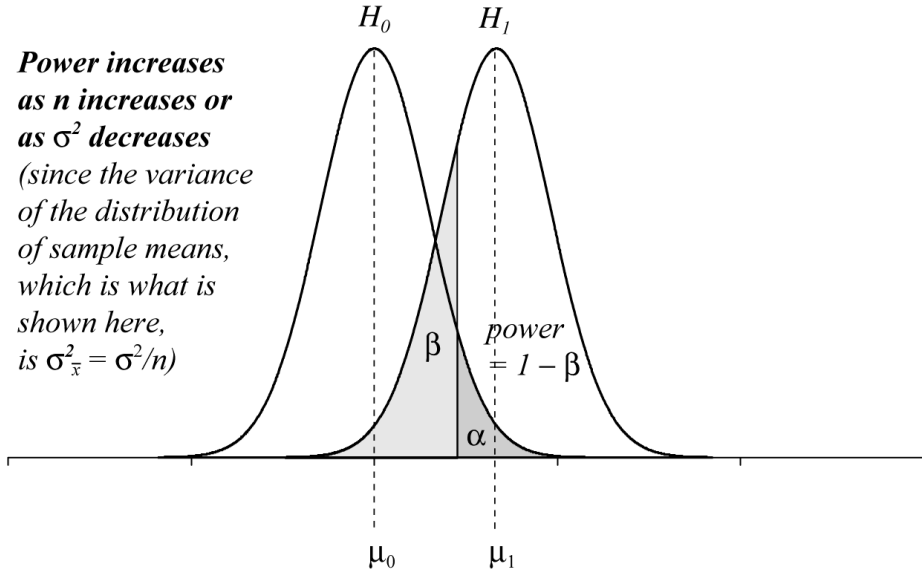 H₀
H₁
Power increases
as n increases or
as σ² decreases
(since the variance
of the distribution
of sample means,
which is what is
shown here,
is σ²x̄ = σ²/n)
β
power
= 1 – β
α
μ₀
μ₁